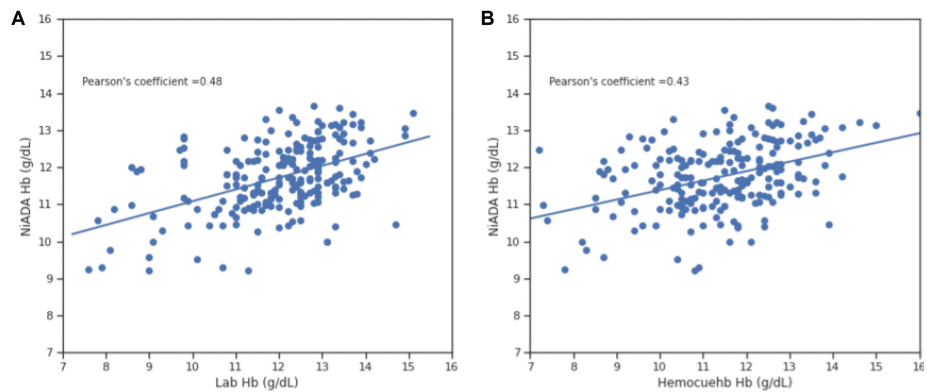 A
16
15
14
13
12
11
10
9
8
7
NiADA Hb (g/dL)
Pearson's coefficient =0.48
7 8 9 10 11 12 13 14 15 16
Lab Hb (g/dL)
B
16
15
14
13
12
11
10
9
8
7
NiADA Hb (g/dL)
Pearson's coefficient =0.43
7 8 9 10 11 12 13 14 15 16
Hemocuehb Hb (g/dL)